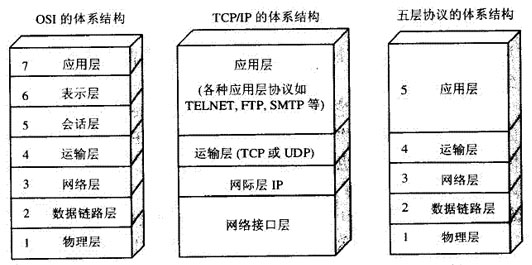 OSI 的体系结构
7 应用层
6 表示层
5 会话层
4 运输层
3 网络层
2 数据链路层
1 物理层
TCP/IP 的体系结构
应用层
(各种应用层协议如
TELNET, FTP, SMTP 等)
运输层 (TCP 或 UDP)
网际层 IP
网络接口层
五层协议的体系结构
5 应用层
4 运输层
3 网络层
2 数据链路层
1 物理层